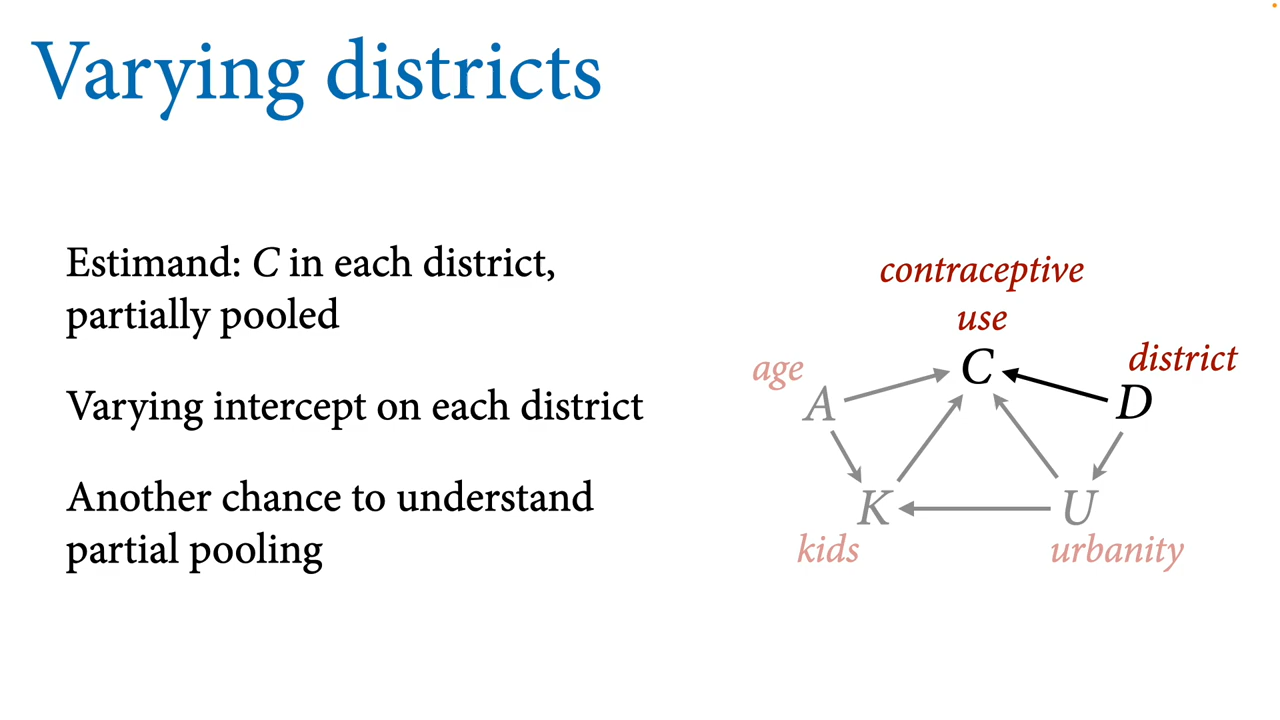 Varying districts
Estimand: C in each district,
partially pooled
Varying intercept on each district
Another chance to understand
partial pooling
contraceptive
use
C
age
A
district
D
K
kids
U
urbanity